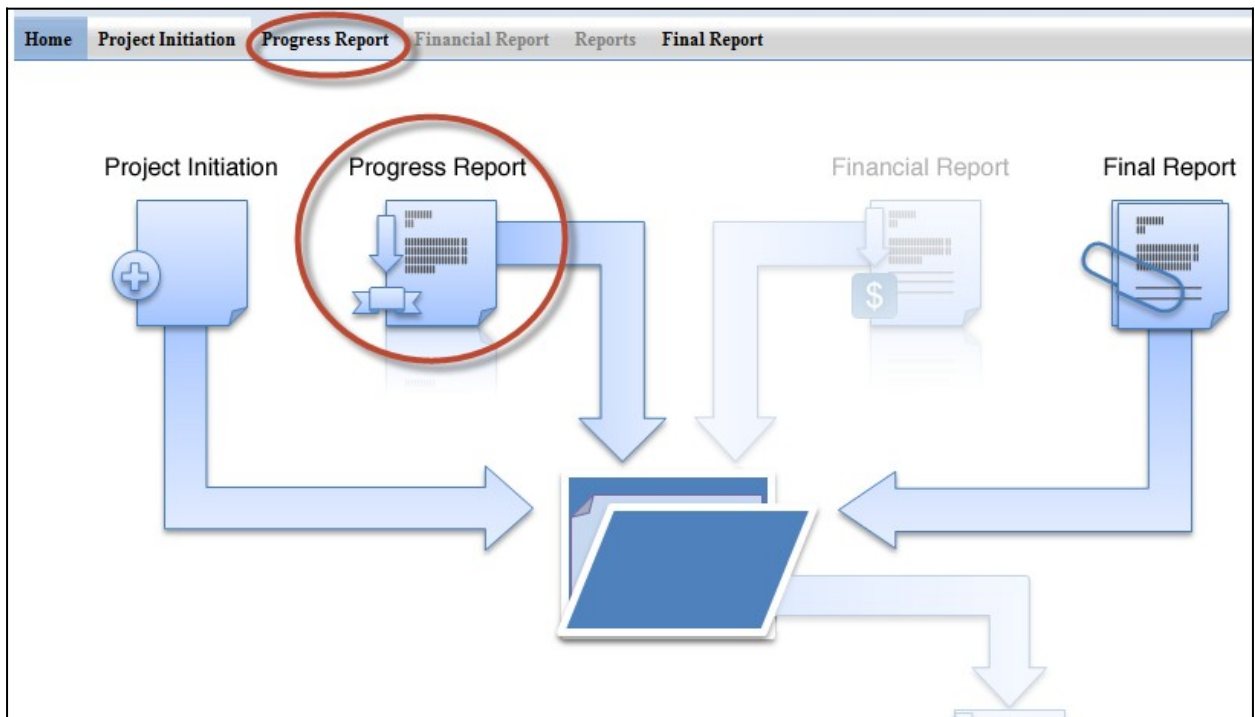 Home Project Initiation Progress Report Financial Report Reports Final Report
Project Initiation Progress Report Financial Report Final Report
$